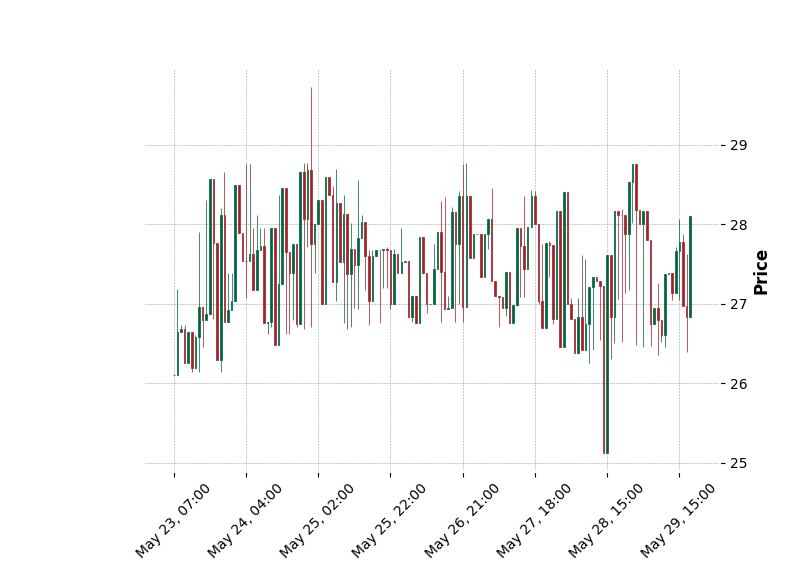 29
28
27
26
25
Price
May 23, 07:00
May 24, 04:00
May 25, 02:00
May 25, 22:00
May 26, 21:00
May 27, 18:00
May 28, 15:00
May 29, 15:00